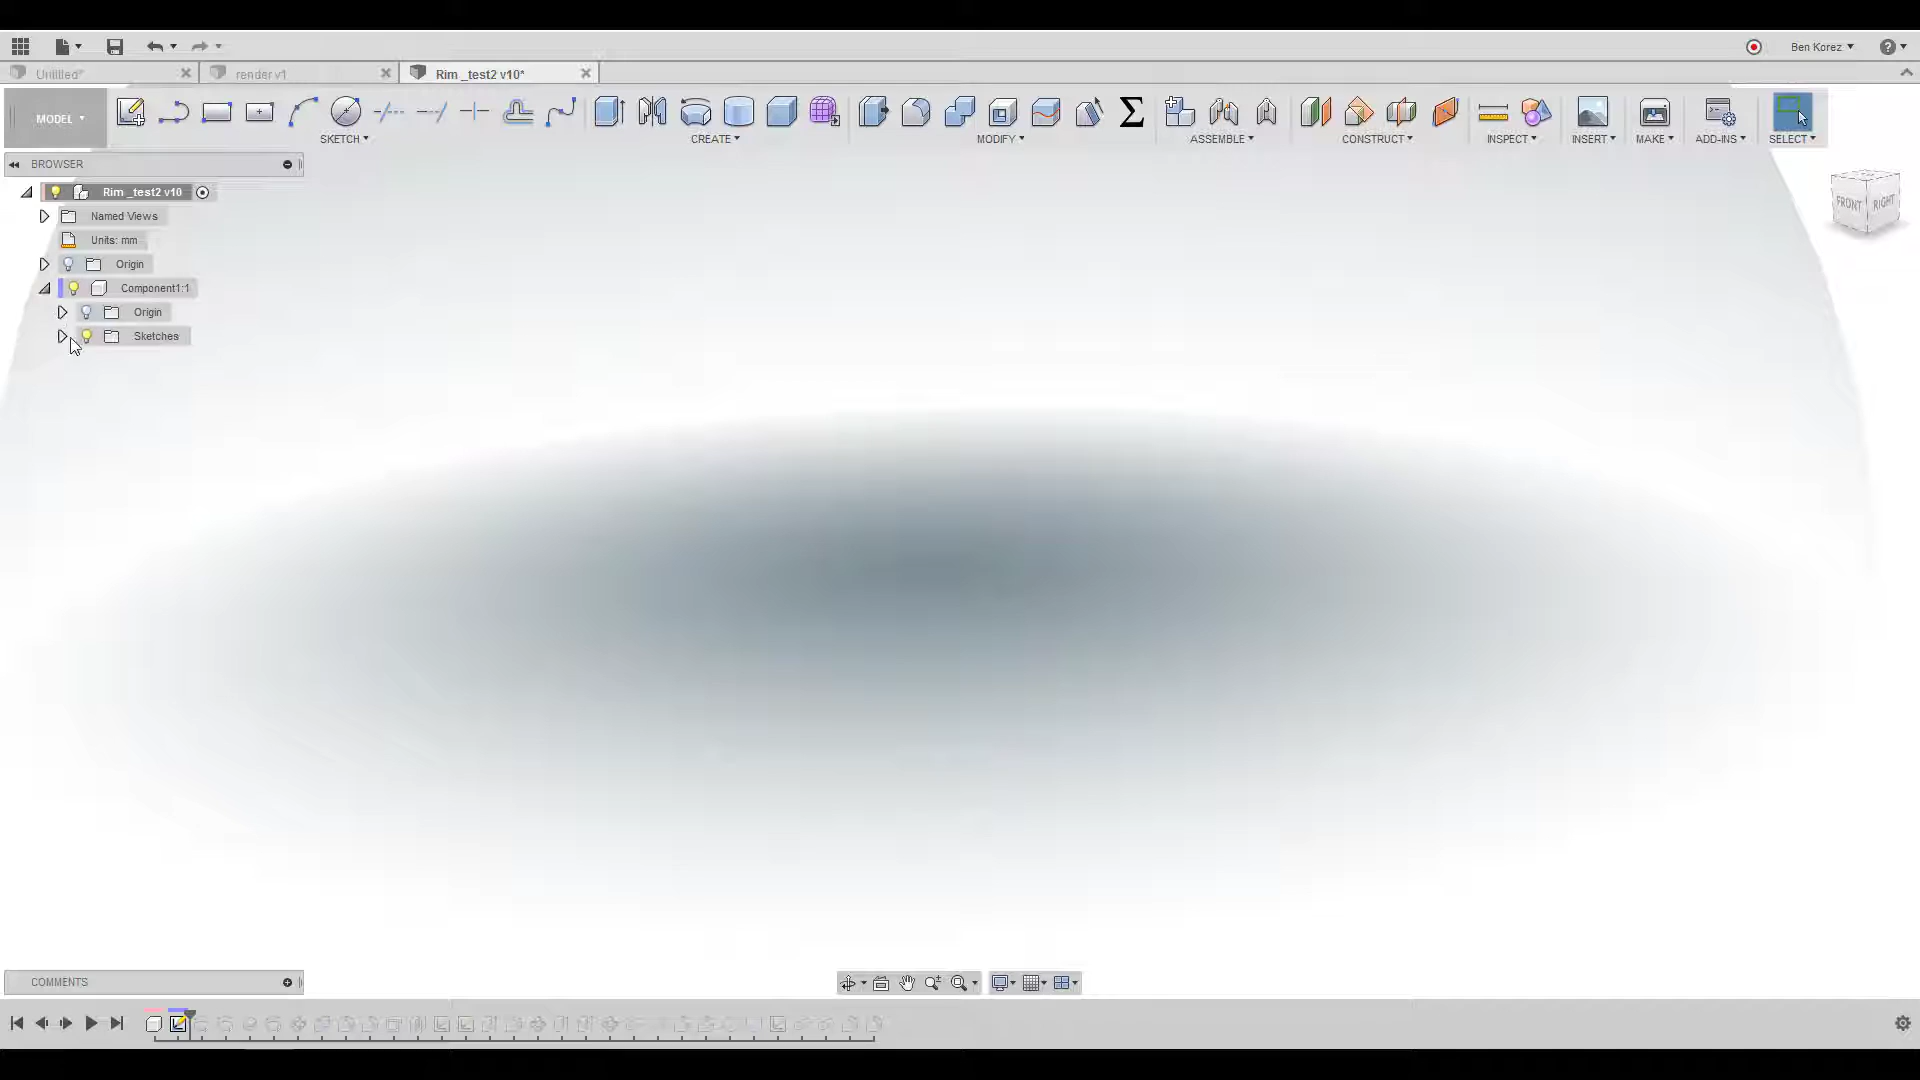 Ben Korez
Untitled*
render v1
Rim _test2 v10*
MODEL
SKETCH
CREATE
MODIFY
ASSEMBLE
CONSTRUCT
INSPECT
INSERT
MAKE
ADD-INS
SELECT
BROWSER
Rim _test2 v10
Named Views
Units: mm
Origin
Component1:1
Origin
Sketches
FRONT
RIGHT
COMMENTS